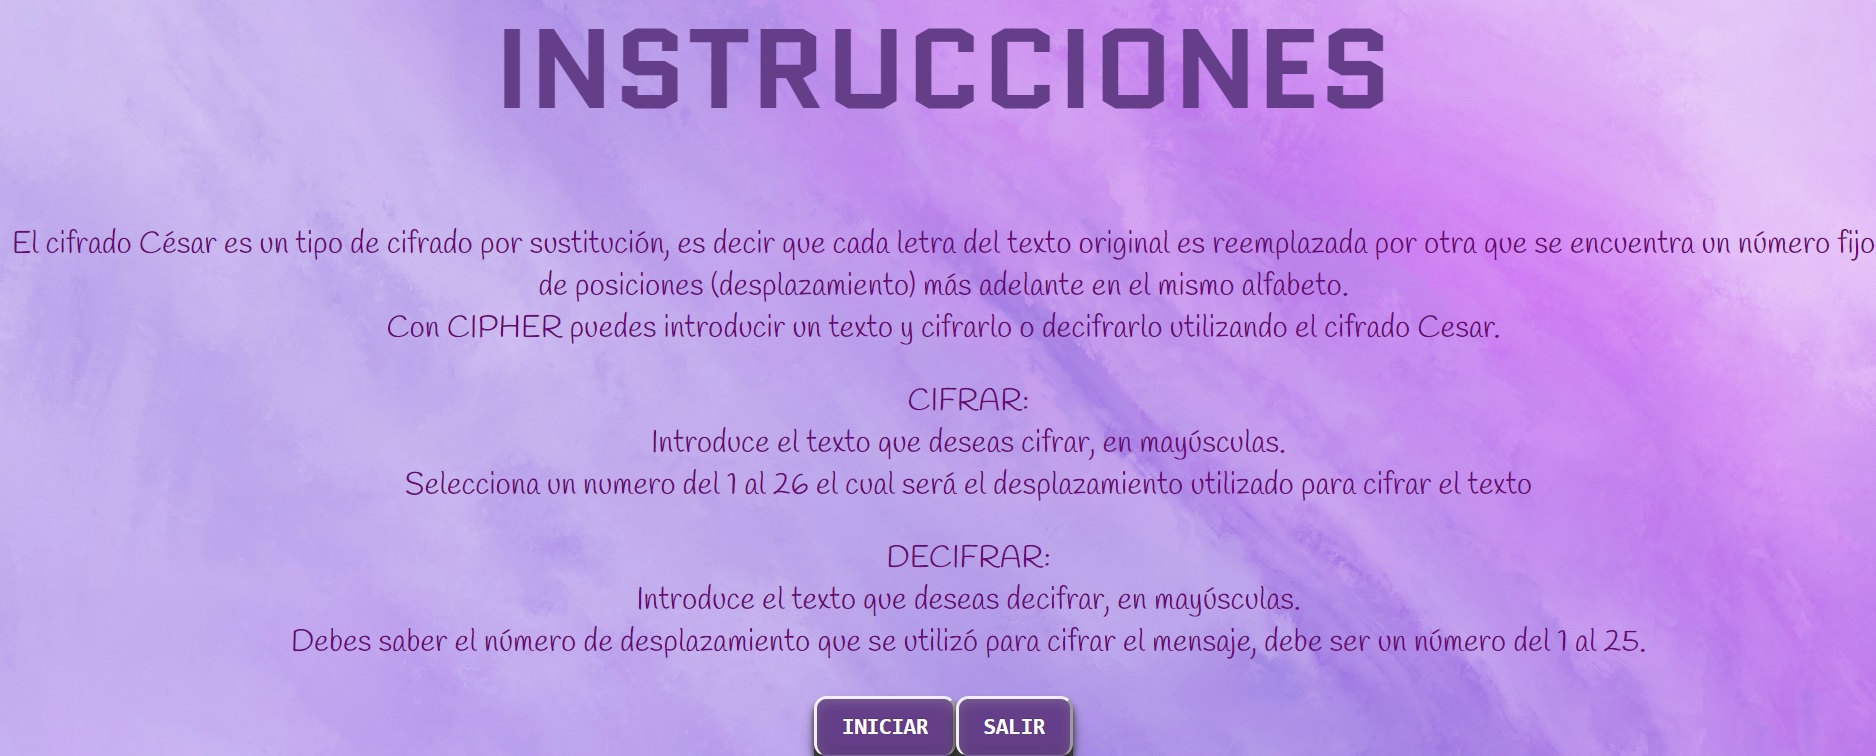 INSTRUCCIONES
El cifrado César es un tipo de cifrado por sustitución, es decir que cada letra del texto original es reemplazada por otra que se encuentra un número fijo
de posiciones (desplazamiento) más adelante en el mismo alfabeto.
Con CIPHER puedes introducir un texto y cifrarlo o decifrarlo utilizando el cifrado Cesar.
CIFRAR:
Introduce el texto que deseas cifrar, en mayúsculas.
Selecciona un numero del 1 al 26 el cual será el desplazamiento utilizado para cifrar el texto
DECIFRAR:
Introduce el texto que deseas decifrar, en mayúsculas.
Debes saber el número de desplazamiento que se utilizó para cifrar el mensaje, debe ser un número del 1 al 25.
INICIAR SALIR